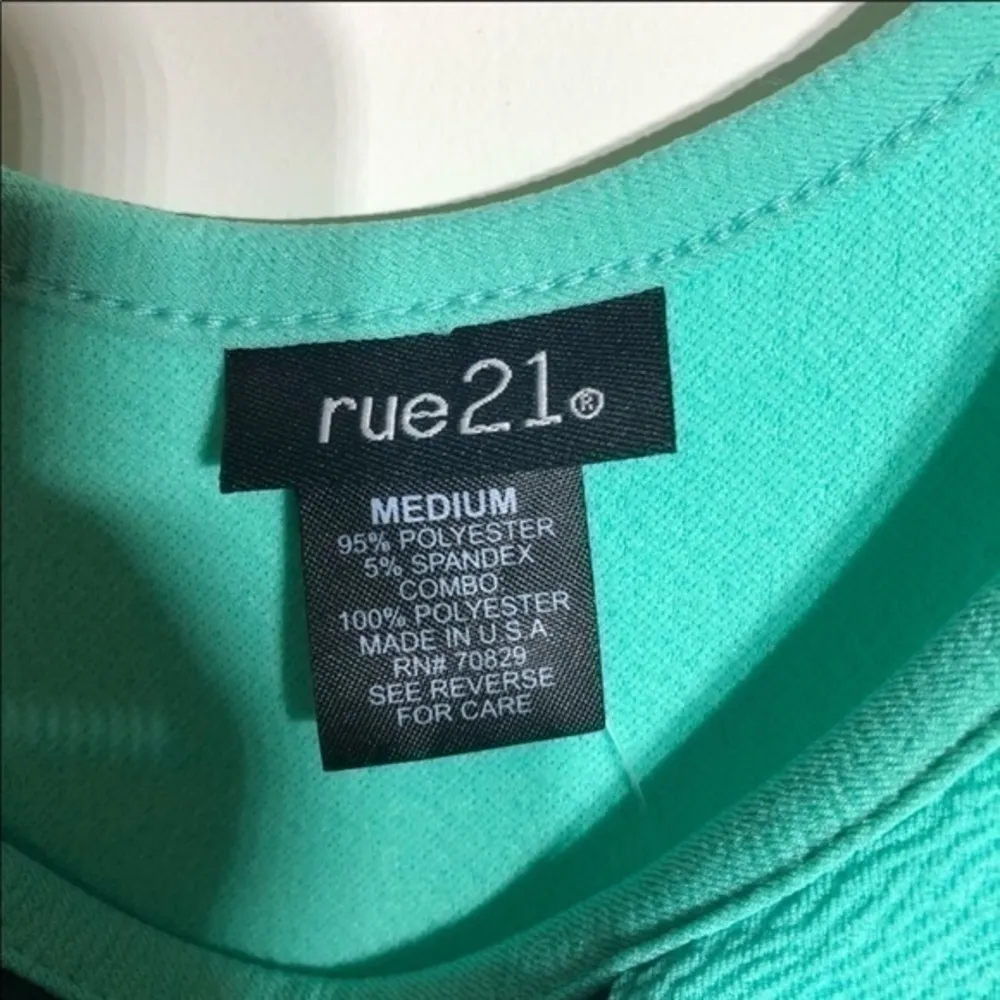 rue21®
MEDIUM
95% POLYESTER
5% SPANDEX
COMBO
100% POLYESTER
MADE IN U.S.A
RN# 70829
SEE REVERSE
FOR CARE